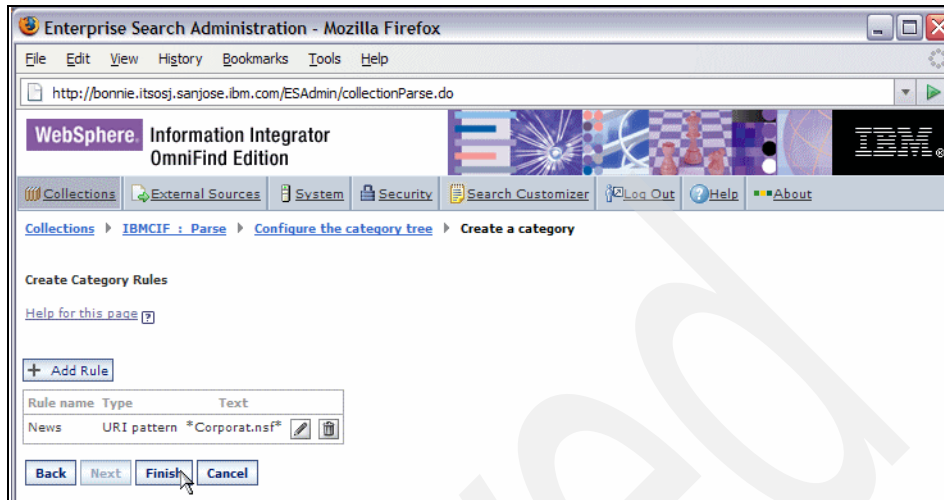 Enterprise Search Administration - Mozilla Firefox
File Edit View History Bookmarks Tools Help
http://bonnie.itsosj.sanjose.ibm.com/ESAdmin/collectionParse.do
WebSphere. Information Integrator
OmniFind Edition
IBM®
Collections External Sources System Security Search Customizer Log Out Help About
Collections IBMCIF : Parse Configure the category tree Create a category
Create Category Rules
Help for this page ?
+ Add Rule
Rule name Type Text
News URI pattern *Corporat.nsf*
Back Next Finish Cancel